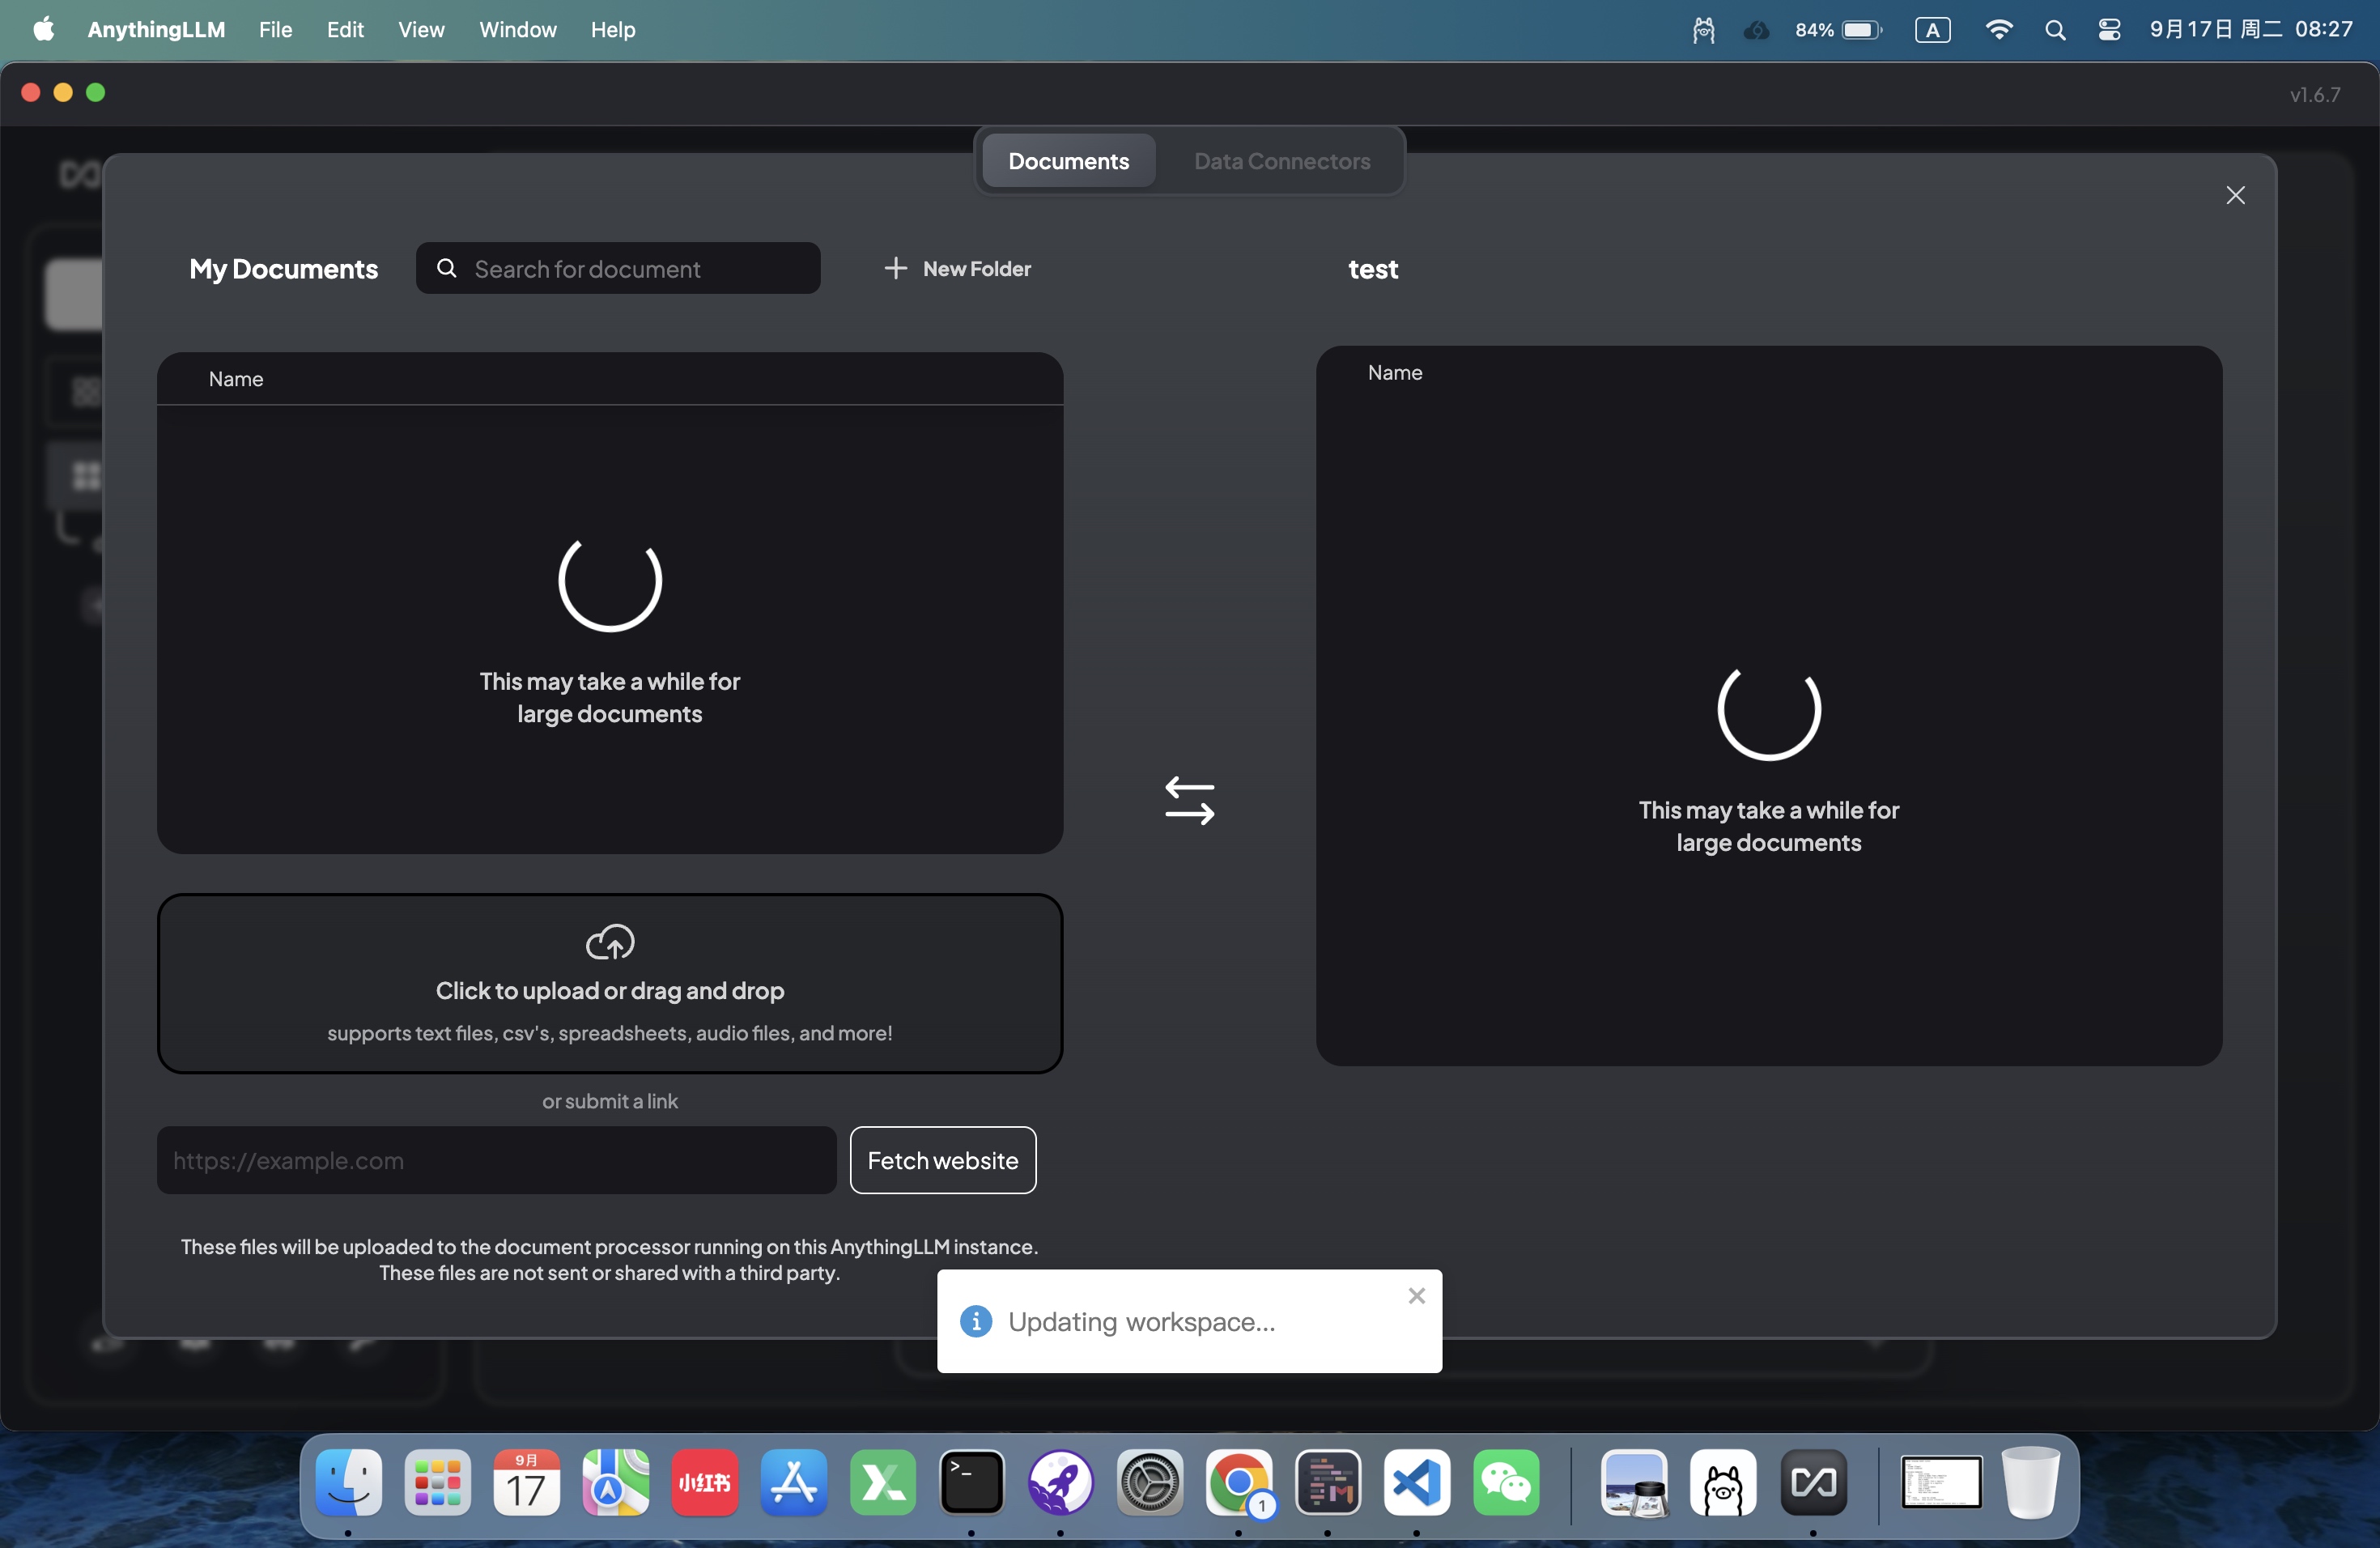 AnythingLLM File Edit View Window Help 84% A 9月17日 周二 08:27
v1.6.7
Documents Data Connectors
My Documents Search for document New Folder
test
Name
This may take a while for
large documents
Name
This may take a while for
large documents
Click to upload or drag and drop
supports text files, csv's, spreadsheets, audio files, and more!
or submit a link
https://example.com Fetch website
These files will be uploaded to the document processor running on this AnythingLLM instance.
These files are not sent or shared with a third party.
Updating workspace...
9月
17
小红书
1